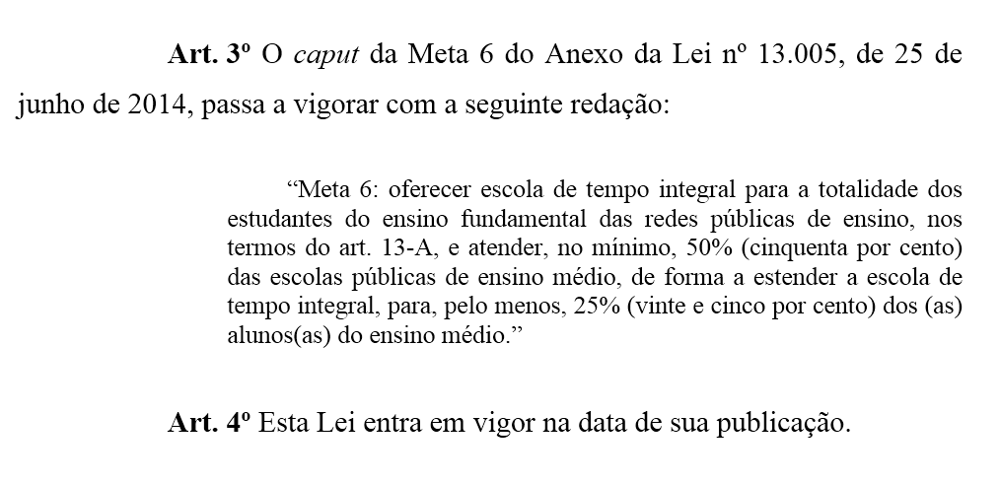 Art. 3º O caput da Meta 6 do Anexo da Lei nº 13.005, de 25 de
junho de 2014, passa a vigorar com a seguinte redação:
“Meta 6: oferecer escola de tempo integral para a totalidade dos
estudantes do ensino fundamental das redes públicas de ensino, nos
termos do art. 13-A, e atender, no mínimo, 50% (cinquenta por cento)
das escolas públicas de ensino médio, de forma a estender a escola de
tempo integral, para, pelo menos, 25% (vinte e cinco por cento) dos (as)
alunos(as) do ensino médio.”
Art. 4º Esta Lei entra em vigor na data de sua publicação.